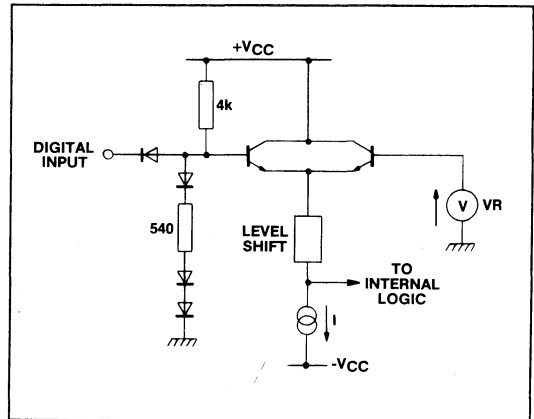 +VCC
4k
DIGITAL
INPUT
V
VR
540
LEVEL
SHIFT
TO
INTERNAL
LOGIC
I
-VCC